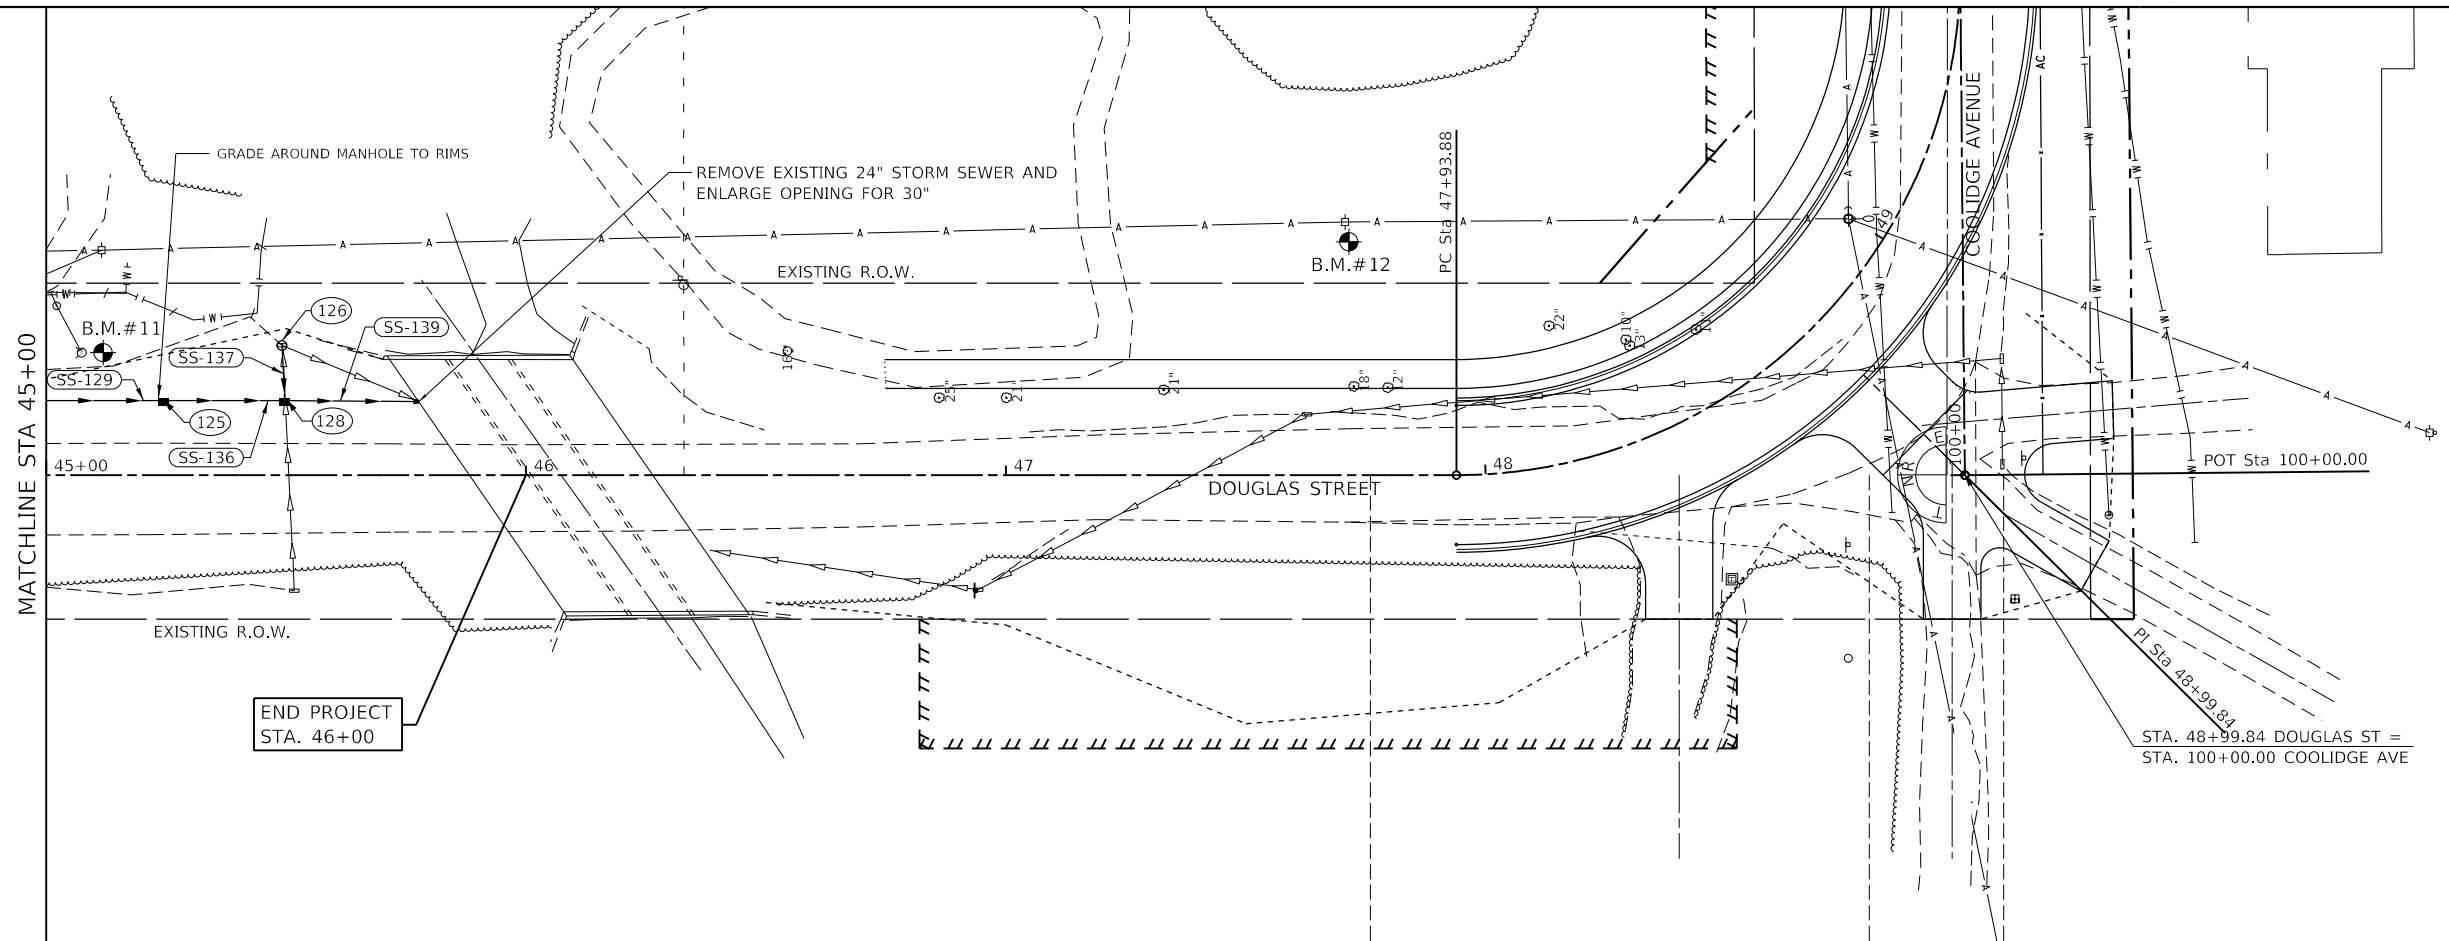 MATCHLINE STA 45+00
GRADE AROUND MANHOLE TO RIMS
REMOVE EXISTING 24" STORM SEWER AND
ENLARGE OPENING FOR 30"
EXISTING R.O.W.
B.M.#11
B.M.#12
126
SS-139
SS-137
SS-129
125
128
SS-136
45+00
46
47
48
49
DOUGLAS STREET
COOLIDGE AVENUE
PC Sta 47+93.88
16"
25"
21
21"
18"
12"
22"
10"
13"
AC
100+00
POT Sta 100+00.00
PI Sta 48+99.84
EXISTING R.O.W.
END PROJECT
STA. 46+00
STA. 48+99.84 DOUGLAS ST =
STA. 100+00.00 COOLIDGE AVE